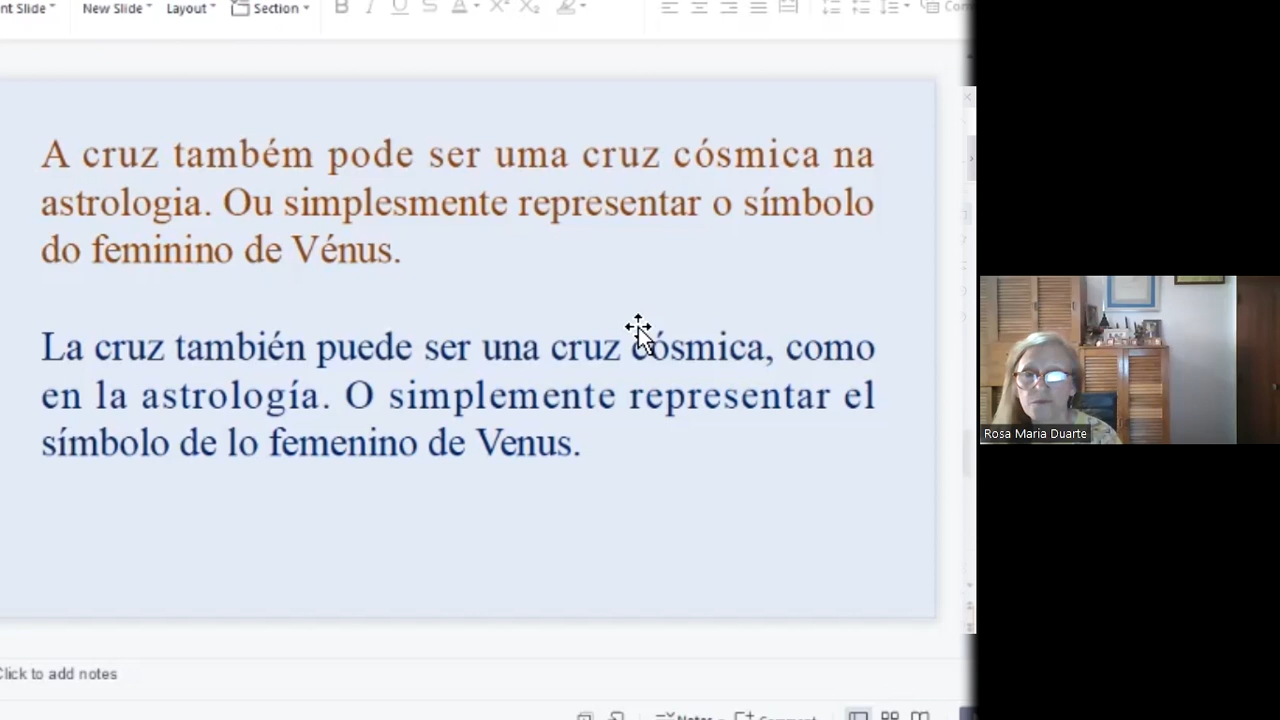 New Slide Layout Section
A cruz também pode ser uma cruz cósmica na
astrologia. Ou simplesmente representar o símbolo
do feminino de Vénus.
La cruz también puede ser una cruz cósmica, como
en la astrología. O simplemente representar el
símbolo de lo femenino de Venus.
Rosa Maria Duarte
Click to add notes